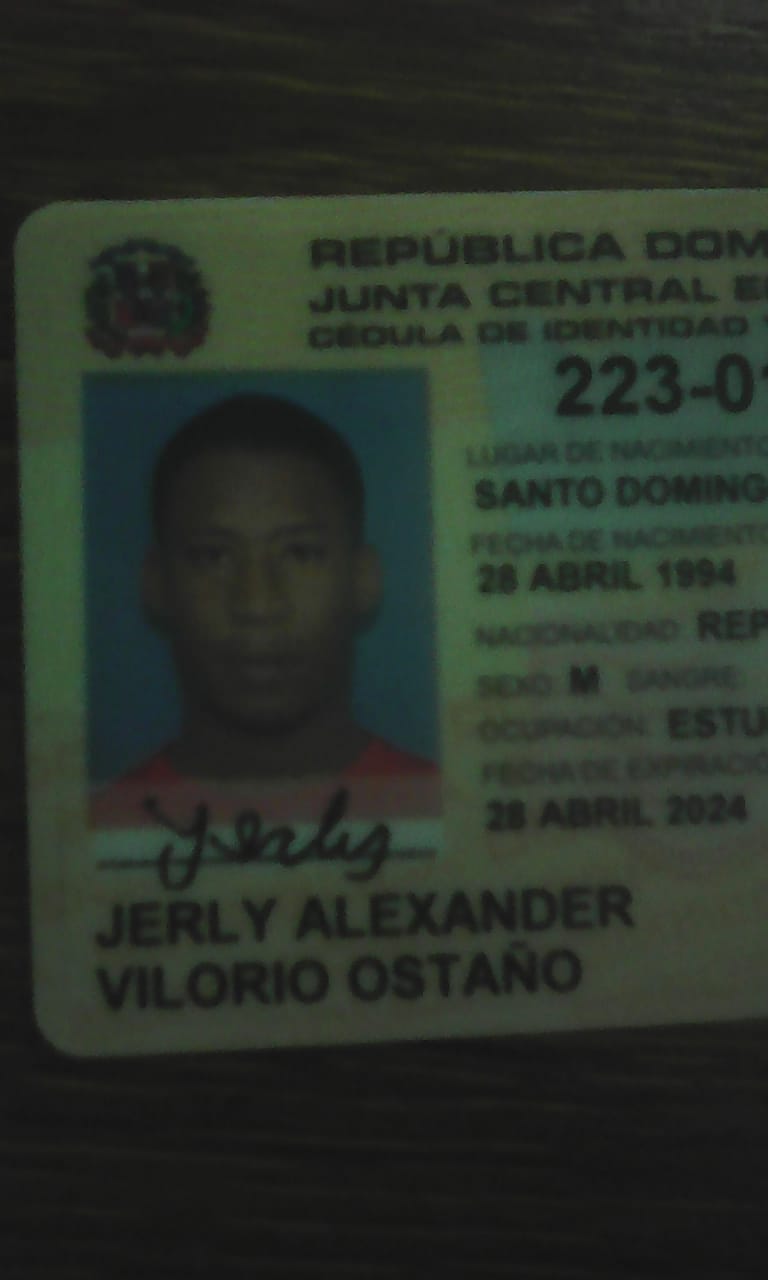 REPÚBLICA DOM
JUNTA CENTRAL E
CÉDULA DE IDENTIDAD Y
223-01
LUGAR DE NACIMIENTO
SANTO DOMING
FECHA DE NACIMIENTO
28 ABRIL 1994
NACIONALIDAD: REP
SEXO: M SANGRE:
OCUPACIÓN: ESTU
FECHA DE EXPIRACIÓ
28 ABRIL 2024
Jerly
JERLY ALEXANDER
VILORIO OSTAÑO